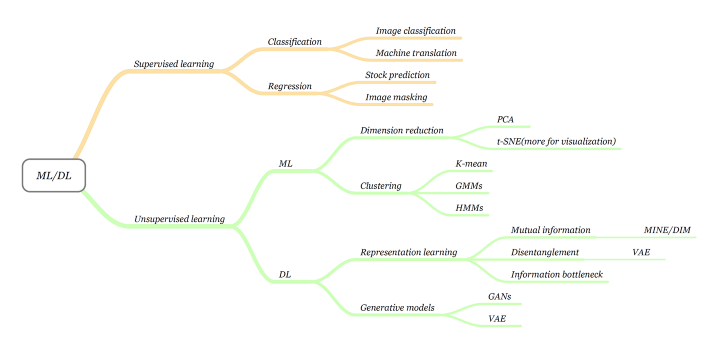 ML/DL
Supervised learning
Classification
Image classification
Machine translation
Regression
Stock prediction
Image masking
Unsupervised learning
ML
Dimension reduction
PCA
t-SNE(more for visualization)
Clustering
K-mean
GMMs
HMMs
DL
Representation learning
Mutual information
MINE/DIM
Disentanglement
VAE
Information bottleneck
Generative models
GANs
VAE